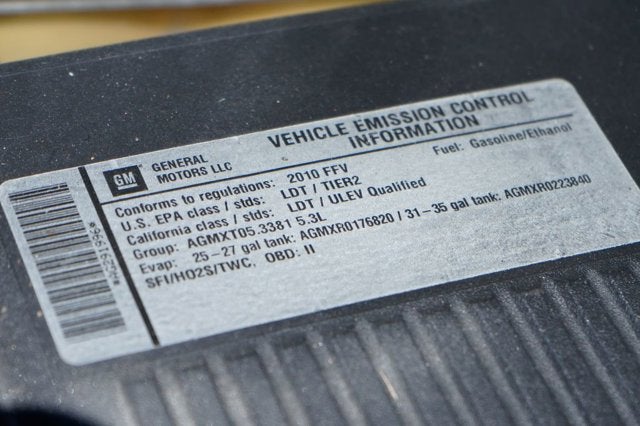 VEHICLE EMISSION CONTROL
INFORMATION
GM
GENERAL
MOTORS LLC
Fuel: Gasoline/Ethanol
Conforms to regulations: 2010 FFV
U.S. EPA class / stds: LDT / TIER2
California class / stds: LDT / ULEV Qualified
Group: AGMXT05.3381 5.3L
Evap: 25-27 gal tank: AGMXR0176820 / 31-35 gal tank: AGMXR0223840
SFI/HO2S/TWC, OBD: II